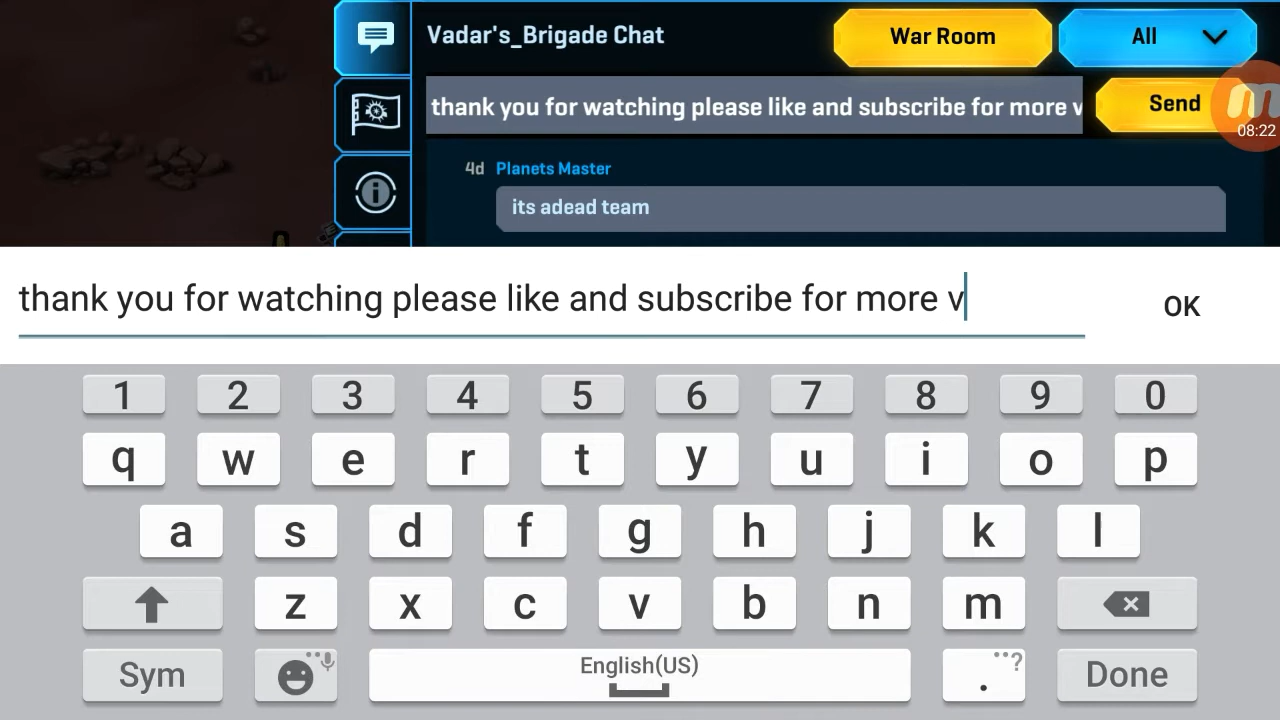 Vadar's_Brigade Chat
War Room
All
thank you for watching please like and subscribe for more v
Send
08:22
4d Planets Master
its adead team
thank you for watching please like and subscribe for more v
OK
1 2 3 4 5 6 7 8 9 0
q w e r t y u i o p
a s d f g h j k l
z x c v b n m
Sym
English(US)
. ?
Done